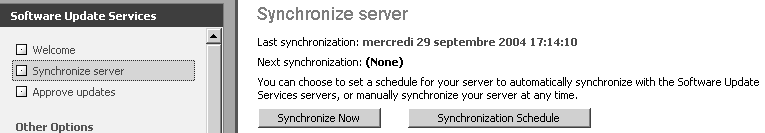 Software Update Services
Welcome
Synchronize server
Approve updates
Other Options
Synchronize server
Last synchronization: mercredi 29 septembre 2004 17:14:10
Next synchronization: (None)
You can choose to set a schedule for your server to automatically synchronize with the Software Update
Services servers, or manually synchronize your server at any time.
Synchronize Now
Synchronization Schedule